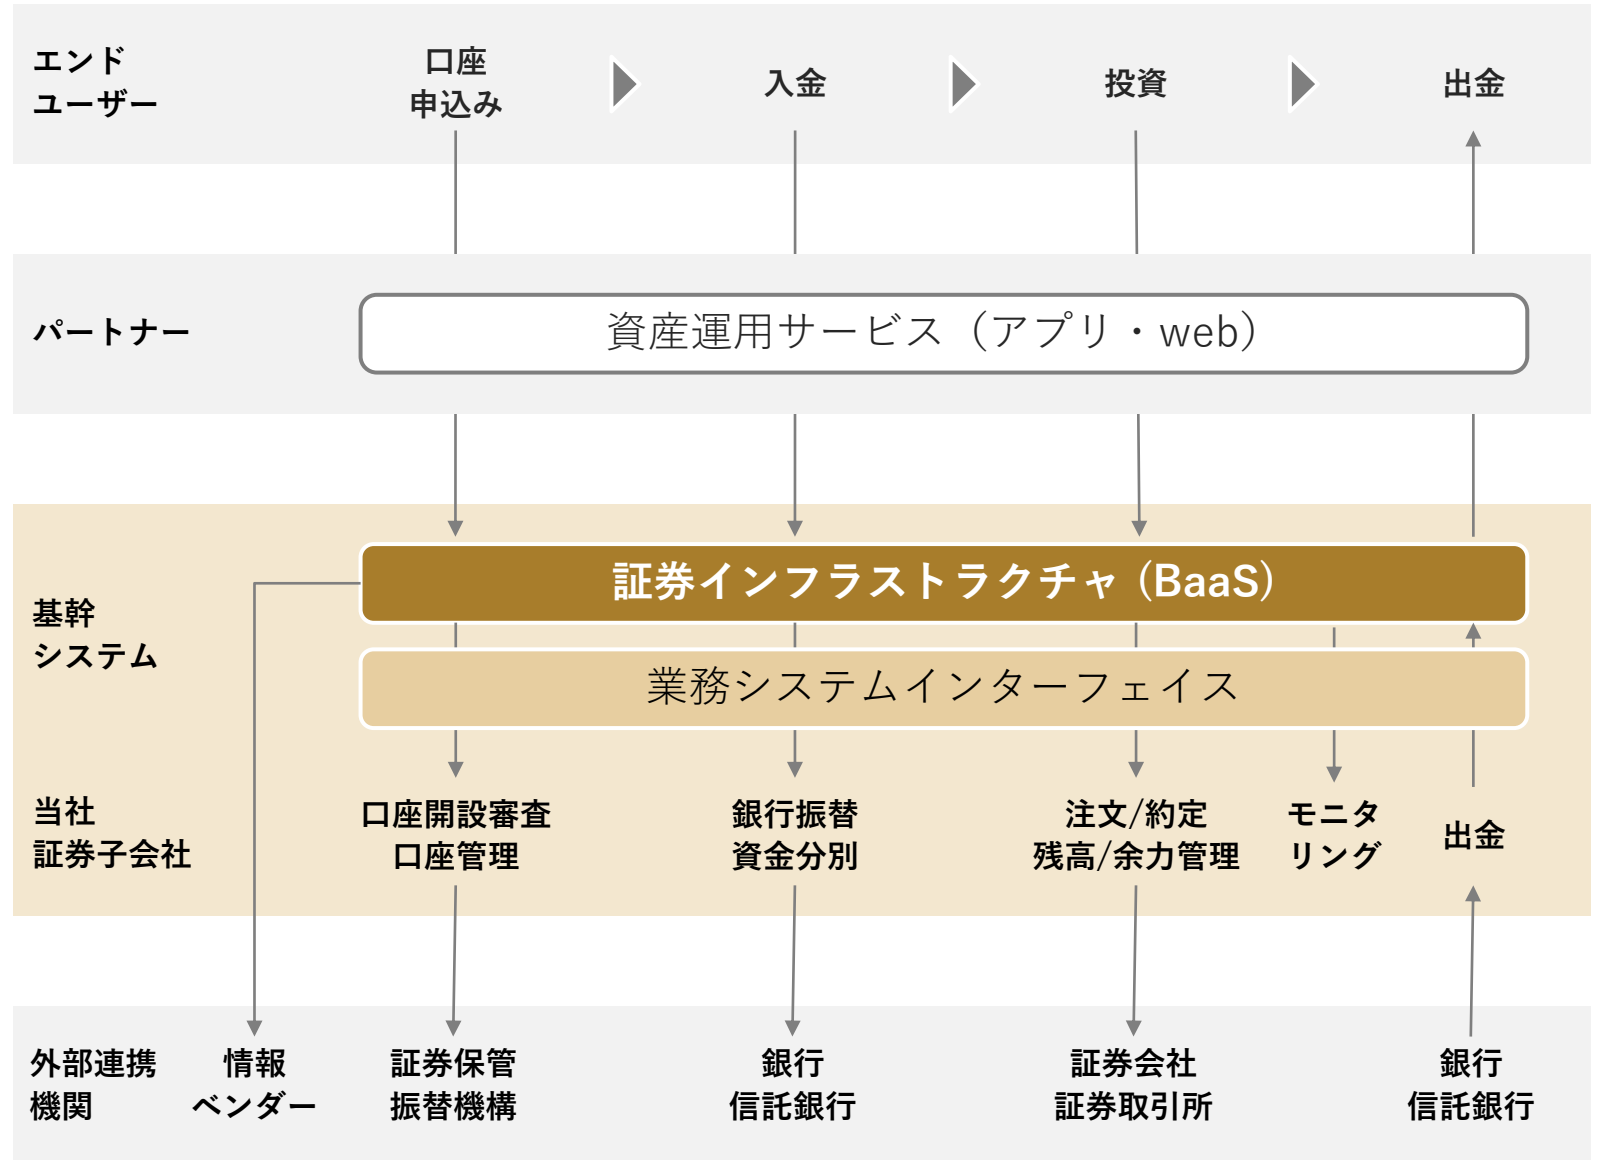 エンド
ユーザー
口座
申込み
入金
投資
出金
パートナー
資産運用サービス（アプリ・web）
証券インフラストラクチャ (BaaS)
基幹
システム
業務システムインターフェイス
当社
証券子会社
口座開設審査
口座管理
銀行振替
資金分別
注文/約定
残高/余力管理
モニタ
リング
出金
外部連携
機関
情報
ベンダー
証券保管
振替機構
銀行
信託銀行
証券会社
証券取引所
銀行
信託銀行